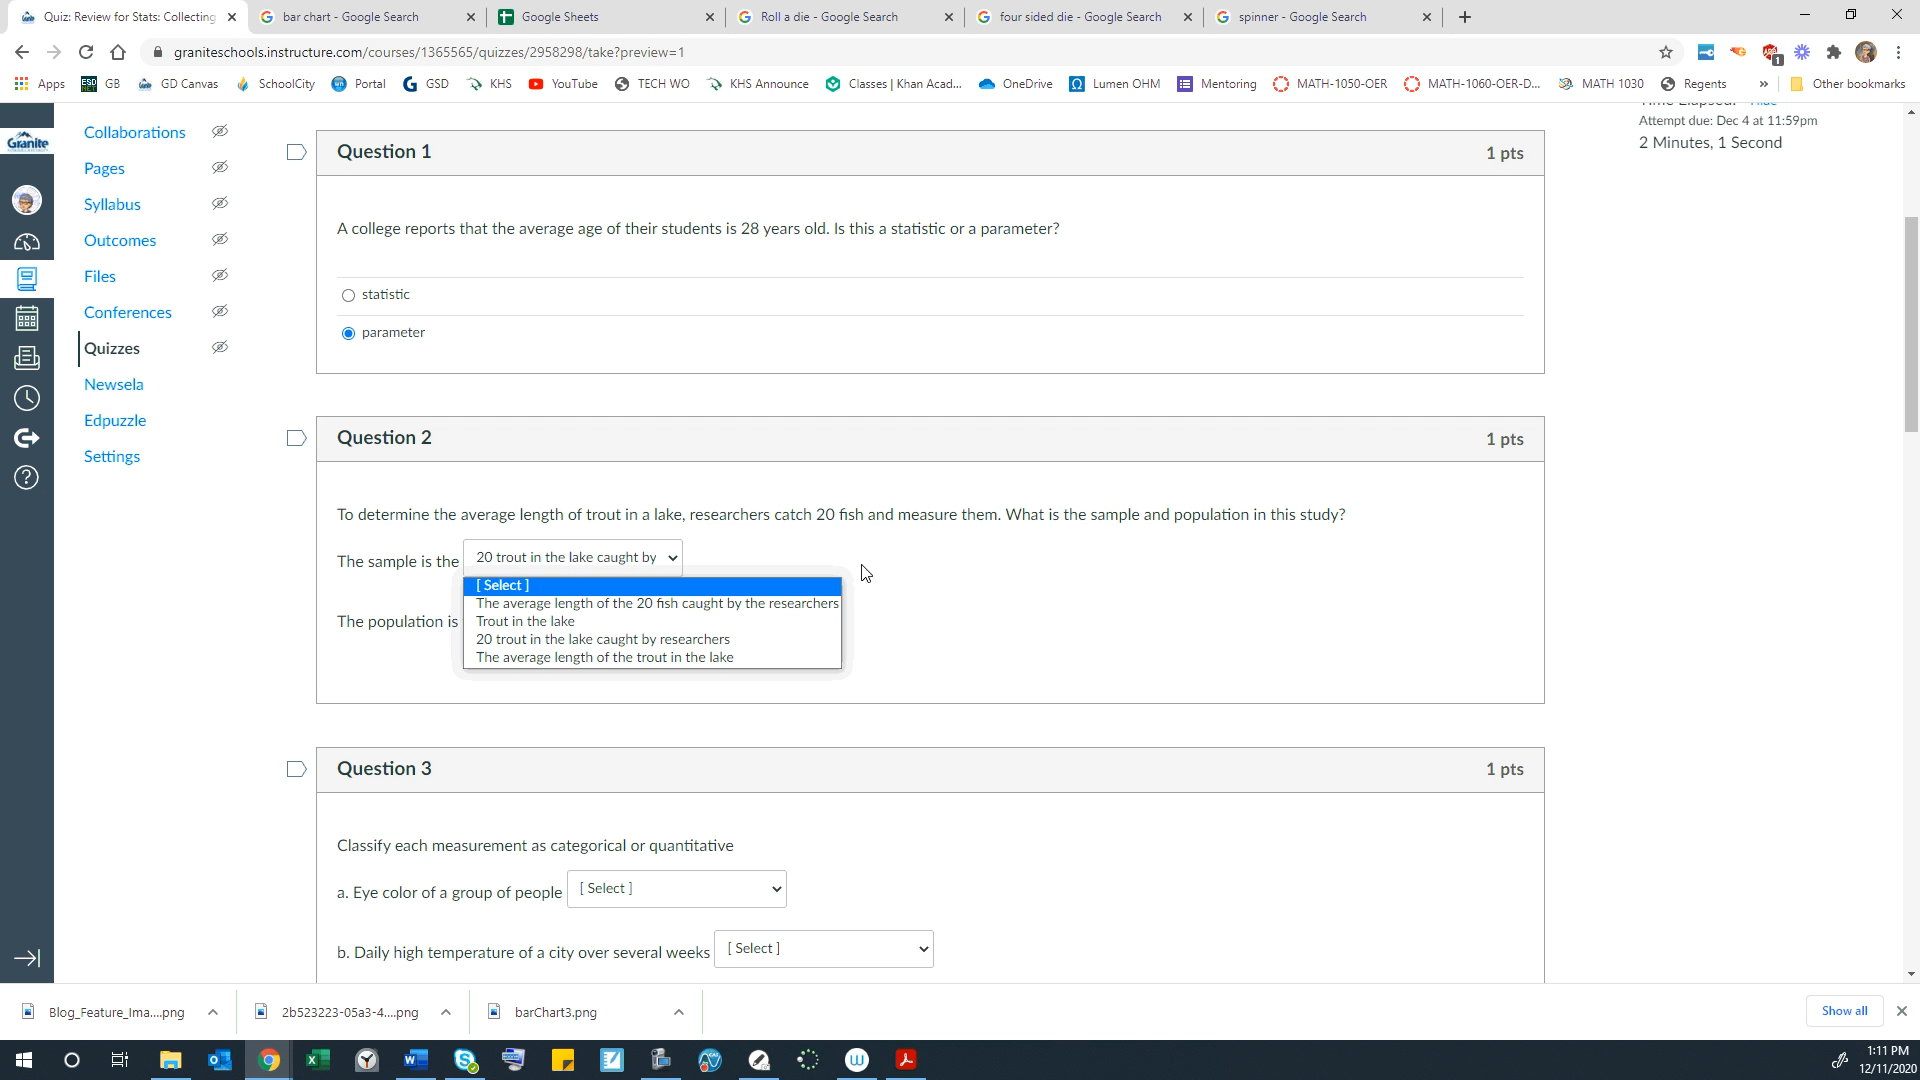 Quiz: Review for Stats: Collecting
bar chart - Google Search
Google Sheets
Roll a die - Google Search
four sided die - Google Search
spinner - Google Search
graniteschools.instructure.com/courses/1365565/quizzes/2958298/take?preview=1
1
Apps
GB
GD Canvas
SchoolCity
Portal
GSD
KHS
YouTube
TECH WO
KHS Announce
Classes | Khan Acad...
OneDrive
Lumen OHM
Mentoring
MATH-1050-OER
MATH-1060-OER-D...
MATH 1030
Regents
»
Other bookmarks
Granite
Collaborations
Pages
Syllabus
Outcomes
Files
Conferences
Quizzes
Newsela
Edpuzzle
Settings
Attempt due: Dec 4 at 11:59pm
2 Minutes, 1 Second
Question 1
1 pts
A college reports that the average age of their students is 28 years old. Is this a statistic or a parameter?
statistic
parameter
Question 2
1 pts
To determine the average length of trout in a lake, researchers catch 20 fish and measure them. What is the sample and population in this study?
The sample is the
20 trout in the lake caught by
[ Select ]
The average length of the 20 fish caught by the researchers
Trout in the lake
20 trout in the lake caught by researchers
The average length of the trout in the lake
The population is
Question 3
1 pts
Classify each measurement as categorical or quantitative
a. Eye color of a group of people
[ Select ]
b. Daily high temperature of a city over several weeks
[ Select ]
Blog_Feature_Ima....png
2b523223-05a3-4....png
barChart3.png
Show all
1:11 PM
12/11/2020